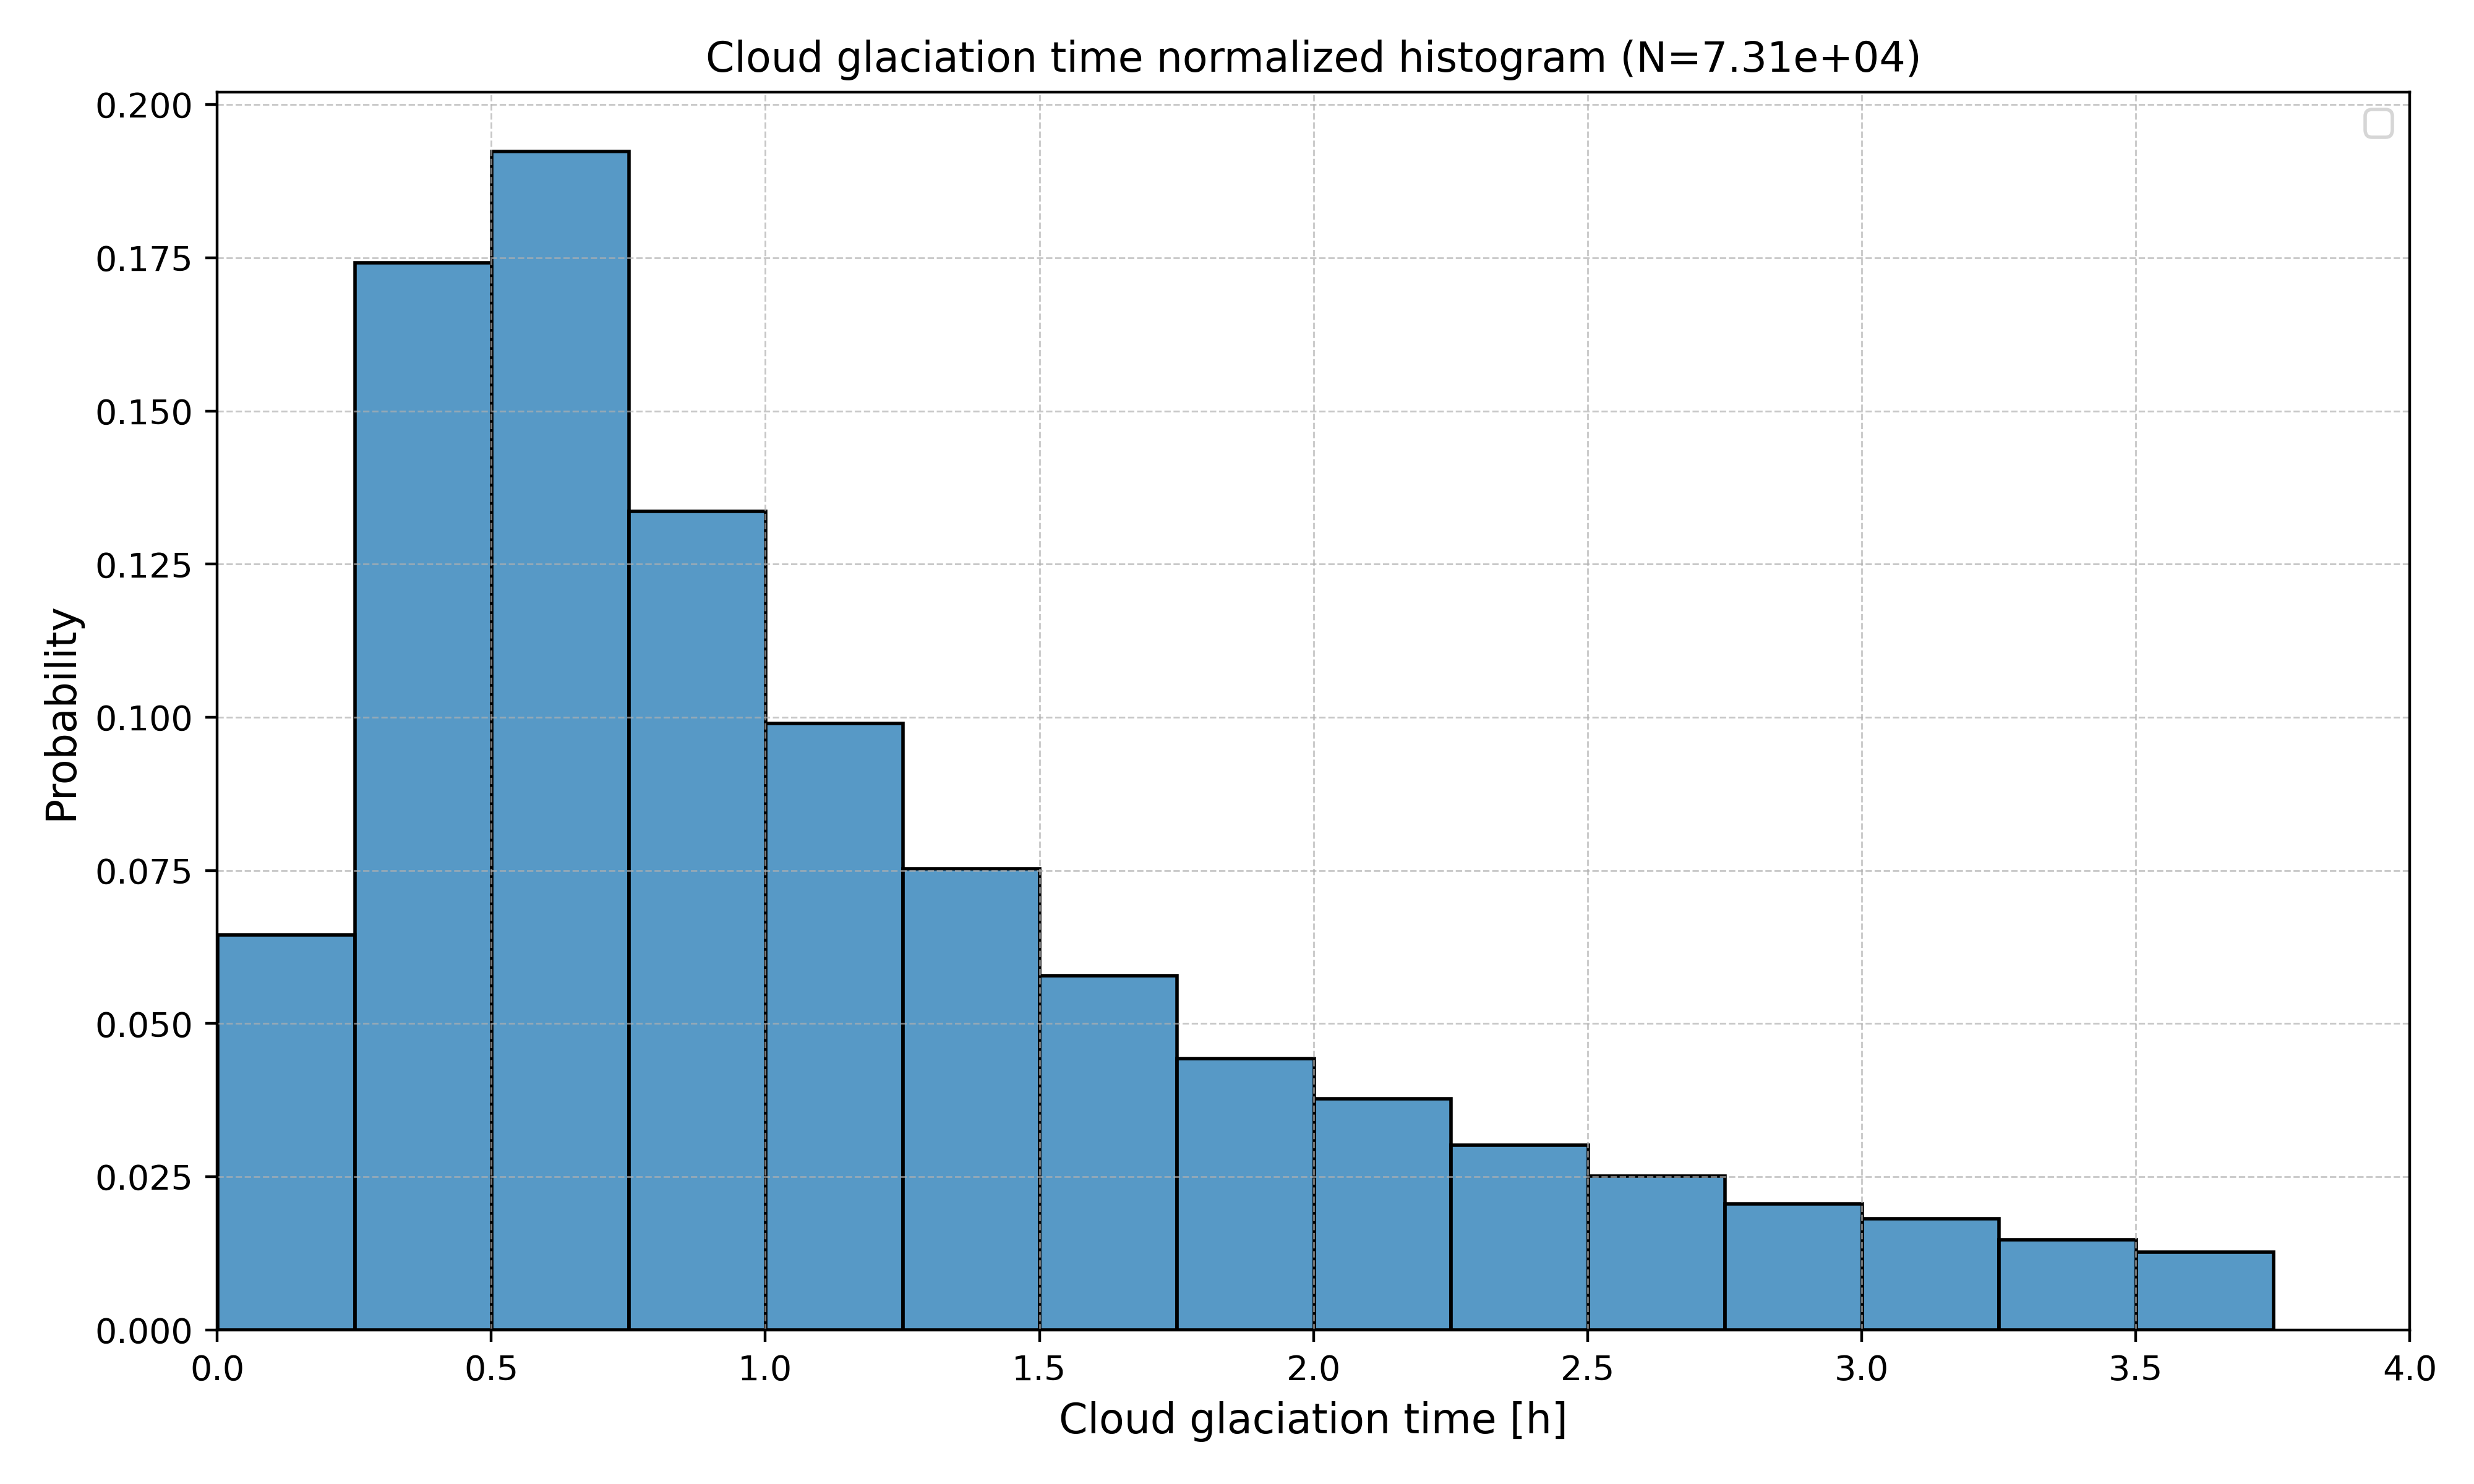 Cloud glaciation time normalized histogram (N=7.31e+04)
0.200
0.175
0.150
0.125
0.100
0.075
0.050
0.025
0.000
Probability
0.0 0.5 1.0 1.5 2.0 2.5 3.0 3.5 4.0
Cloud glaciation time [h]